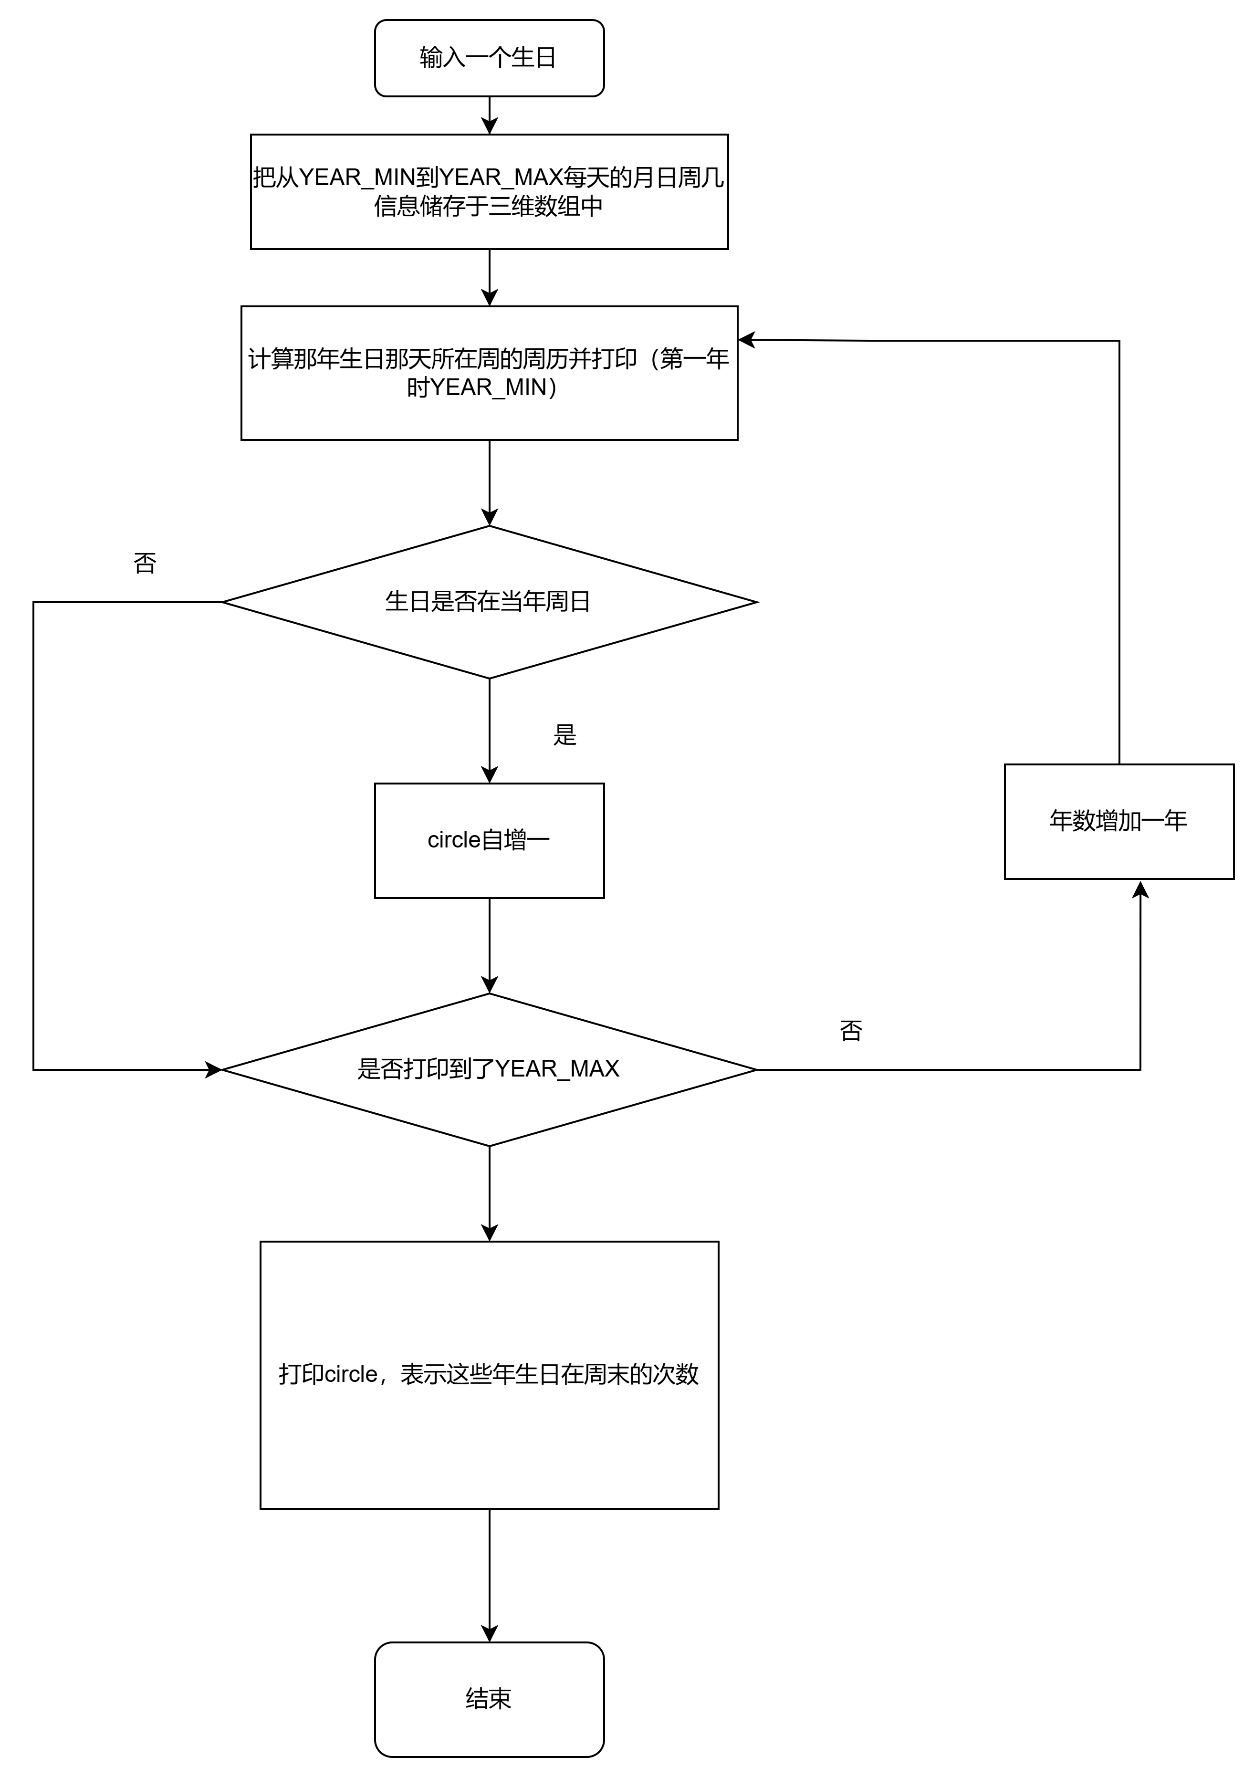 输入一个生日
把从YEAR_MIN到YEAR_MAX每天的月日周几
信息储存于三维数组中
计算那年生日那天所在周的周历并打印（第一年
时YEAR_MIN）
否
生日是否在当年周日
是
circle自增一
年数增加一年
否
是否打印到了YEAR_MAX
打印circle，表示这些年生日在周末的次数
结束